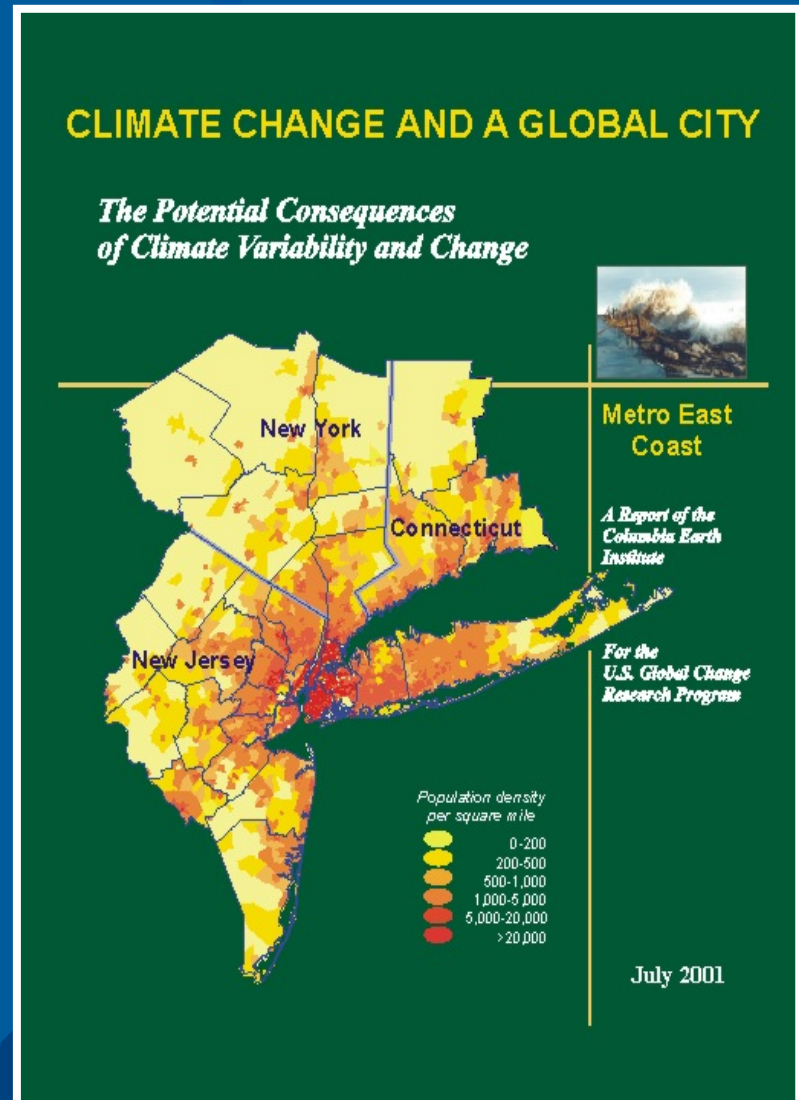 CLIMATE CHANGE AND A GLOBAL CITY
The Potential Consequences
of Climate Variability and Change
Metro East
Coast
New York
Connecticut
New Jersey
A Report of the
Columbia Earth
Institute
For the
U.S. Global Change
Research Program
Population density
per square mile
0-200
200-500
500-1,000
1,000-5,000
5,000-20,000
>20,000
July 2001